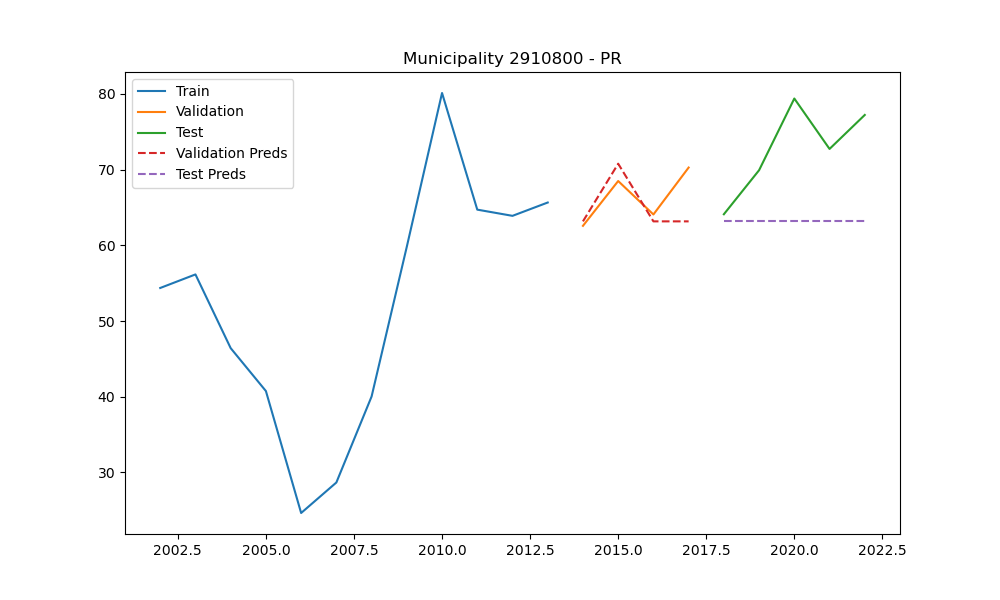 Municipality 2910800 - PR
Train
Validation
Test
Validation Preds
Test Preds
80
70
60
50
40
30
2002.5 2005.0 2007.5 2010.0 2012.5 2015.0 2017.5 2020.0 2022.5